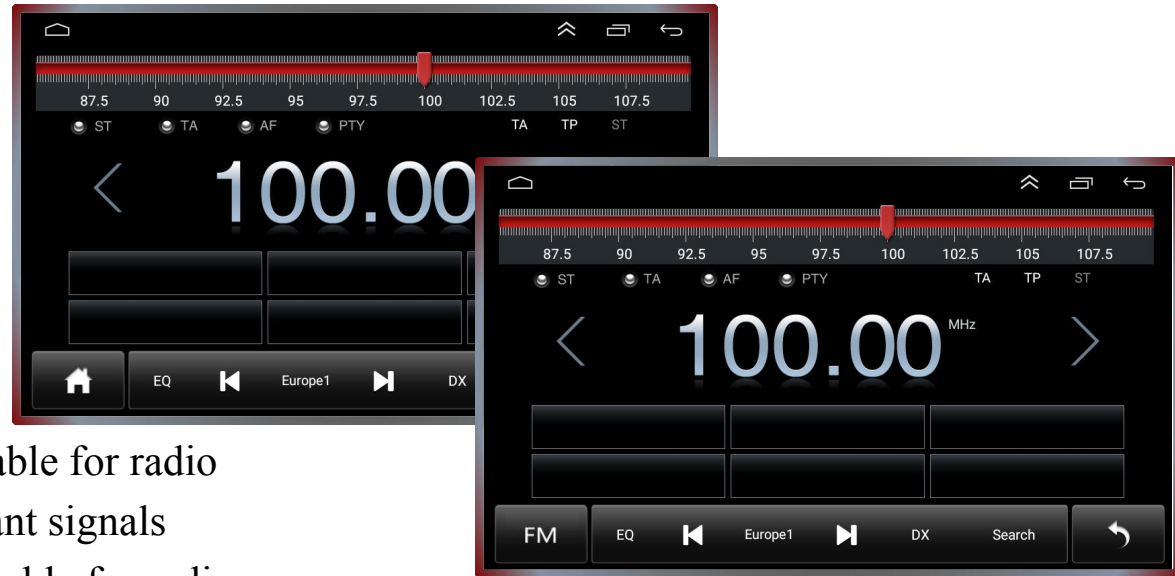 87.5 90 92.5 95 97.5 100 102.5 105 107.5
ST TA AF PTY TA TP ST
100.00
EQ Europe1 DX
87.5 90 92.5 95 97.5 100 102.5 105 107.5
ST TA AF PTY TA TP ST
100.00 MHz
FM EQ Europe1 DX Search
able for radio
ant signals